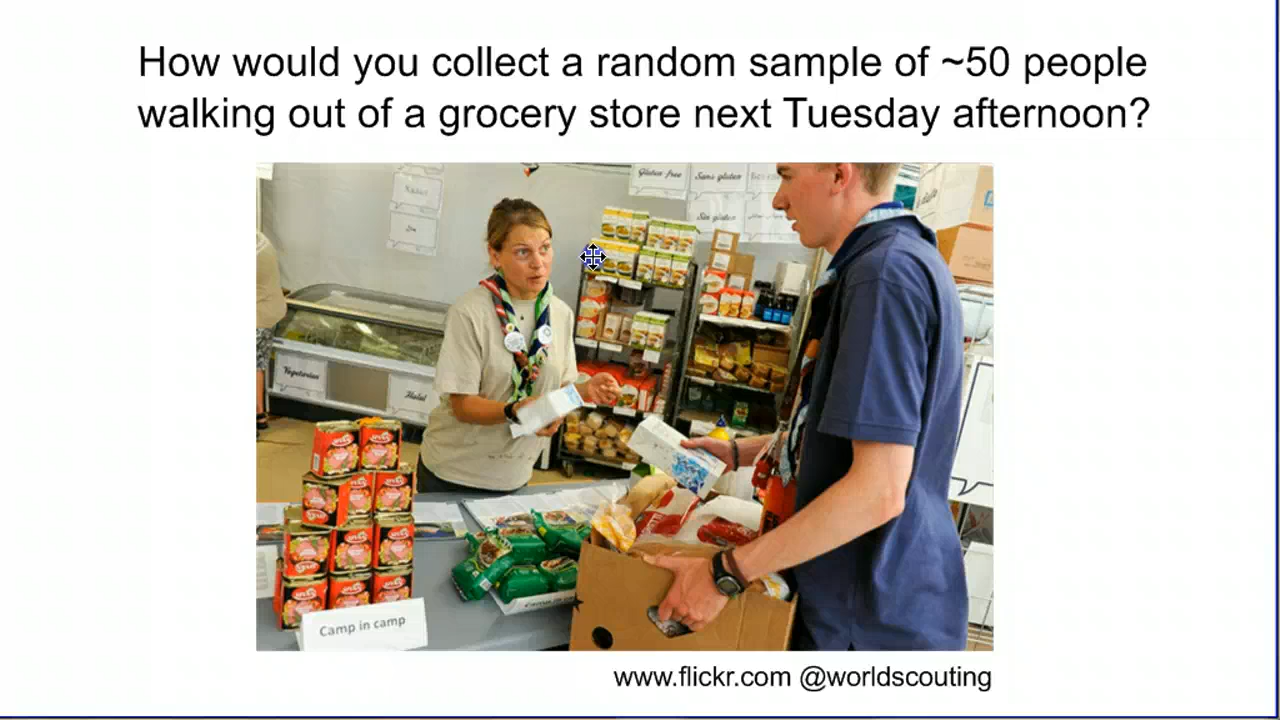 How would you collect a random sample of ~50 people
walking out of a grocery store next Tuesday afternoon?
Gluten free
Sans gluten
Sin gluten
Vegetarian
Halal
Camp in camp
www.flickr.com @worldscouting